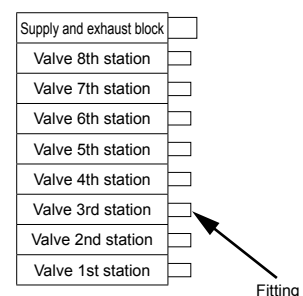 Supply and exhaust block
Valve 8th station
Valve 7th station
Valve 6th station
Valve 5th station
Valve 4th station
Valve 3rd station
Valve 2nd station
Valve 1st station
Fitting